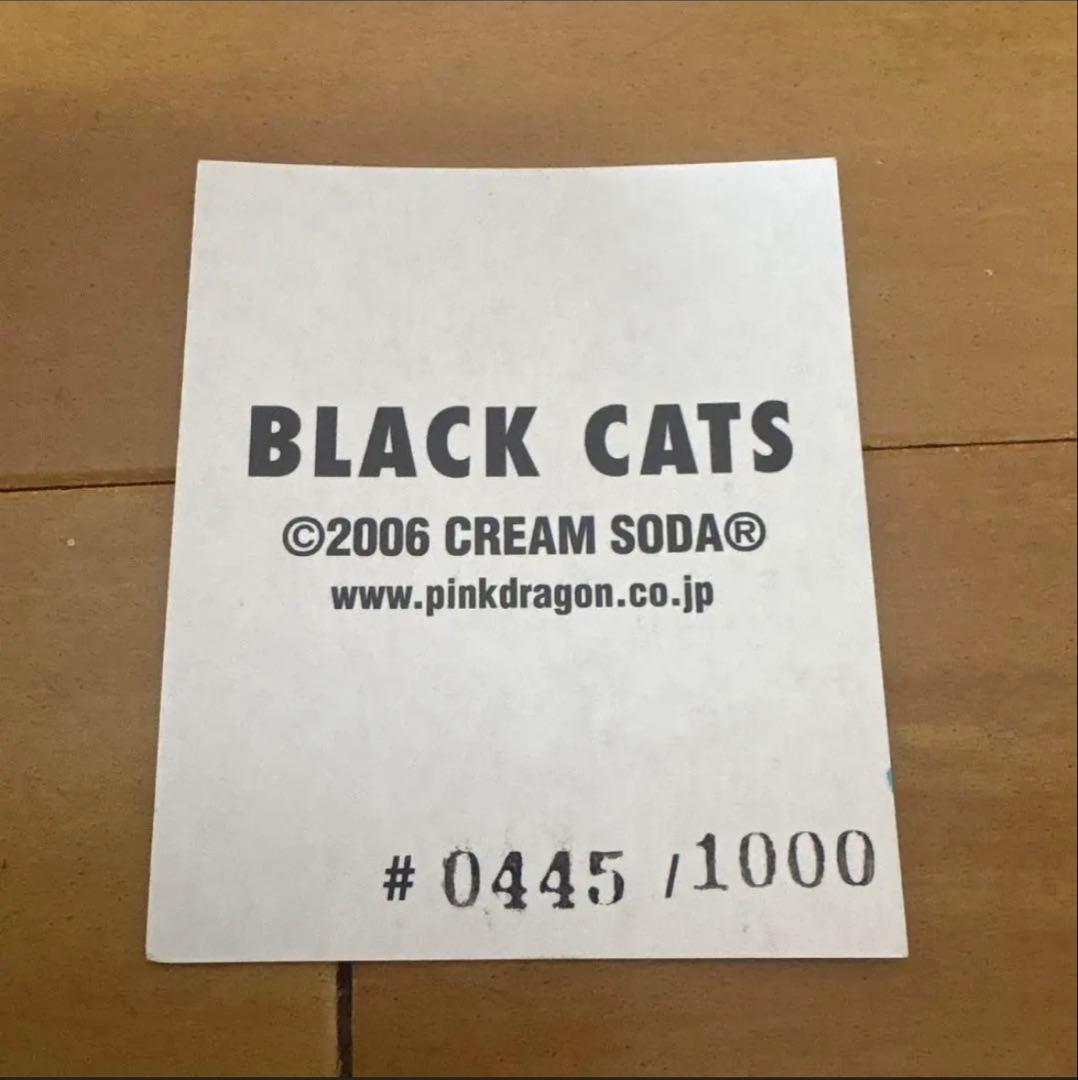 BLACK CATS
©2006 CREAM SODA®
www.pinkdragon.co.jp
# 0445 / 1000